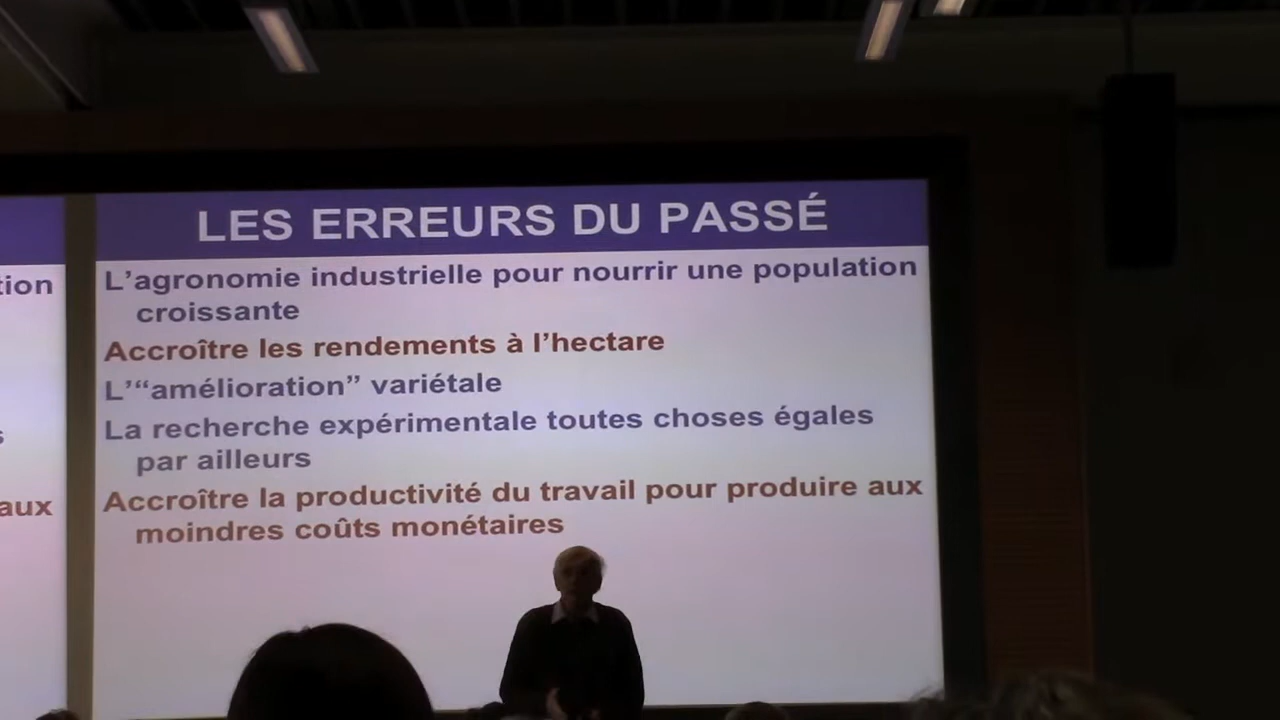 LES ERREURS DU PASSÉ
L'agronomie industrielle pour nourrir une population
croissante
Accroître les rendements à l'hectare
L'“amélioration” variétale
La recherche expérimentale toutes choses égales
par ailleurs
Accroître la productivité du travail pour produire aux
moindres coûts monétaires
tion
s
aux